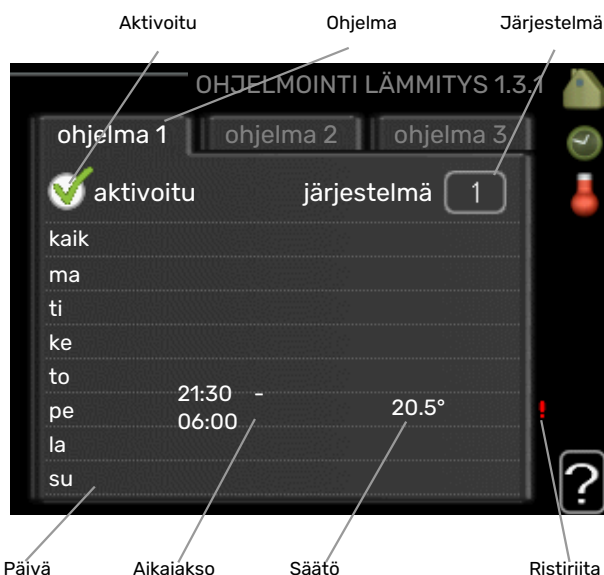 Aktivoitu Ohjelma Järjestelmä
OHJELMOINTI LÄMMITYS 1.3.1
ohjelma 1 ohjelma 2 ohjelma 3
aktivoitu järjestelmä 1
kaik
ma
ti
ke
to
pe 21:30 - 06:00 20.5° !
la
su
?
Päivä Aikajakso Säätö Ristiriita